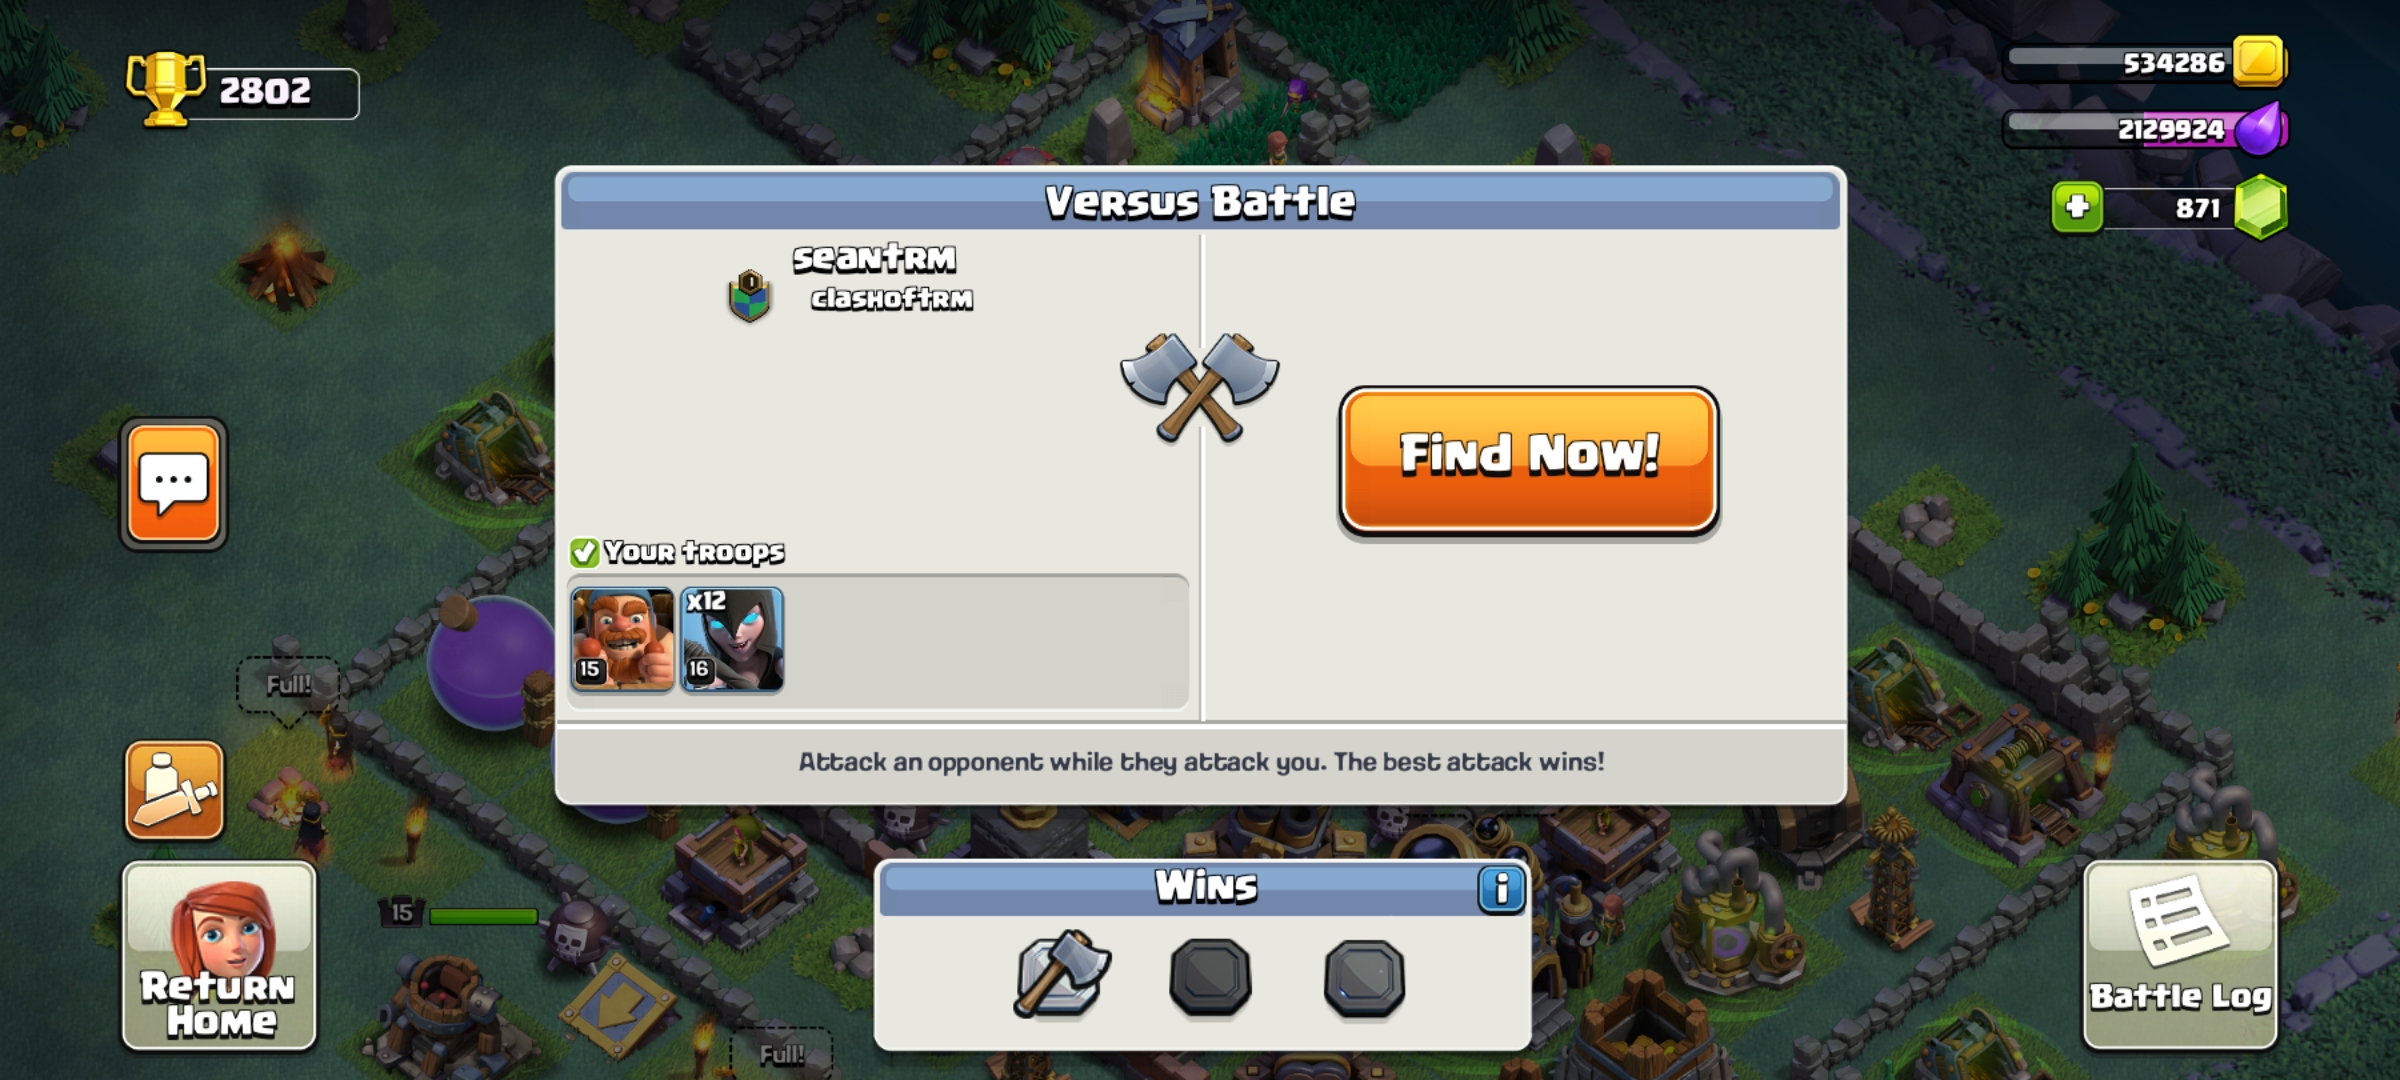 2802
534286
2129924
871
Versus Battle
seantrm
1
clashoftrm
Find Now!
Your troops
15
x12
16
Full!
Attack an opponent while they attack you. The best attack wins!
Wins
i
15
Return
Home
Battle Log
Full!